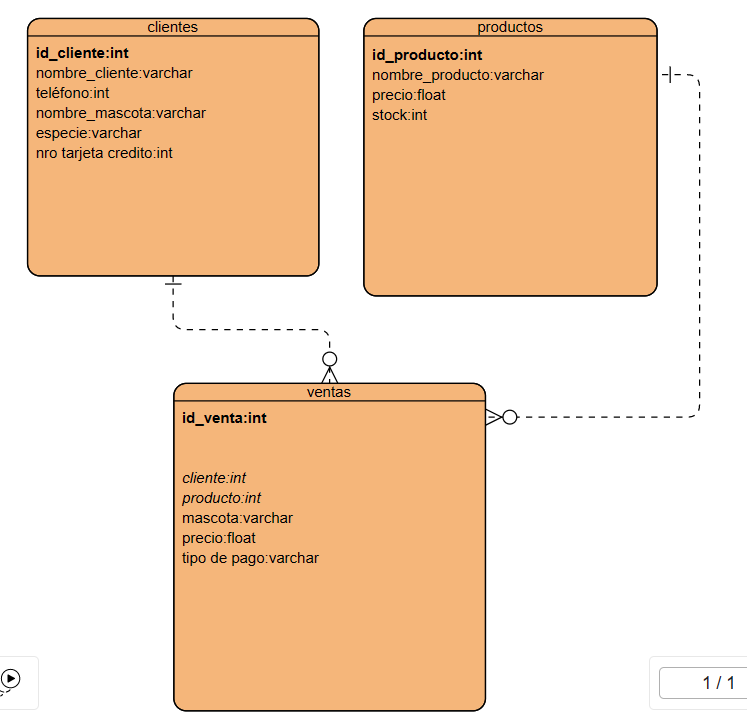 clientes
id_cliente:int
nombre_cliente:varchar
teléfono:int
nombre_mascota:varchar
especie:varchar
nro tarjeta credito:int
productos
id_producto:int
nombre_producto:varchar
precio:float
stock:int
ventas
id_venta:int
cliente:int
producto:int
mascota:varchar
precio:float
tipo de pago:varchar
1 / 1